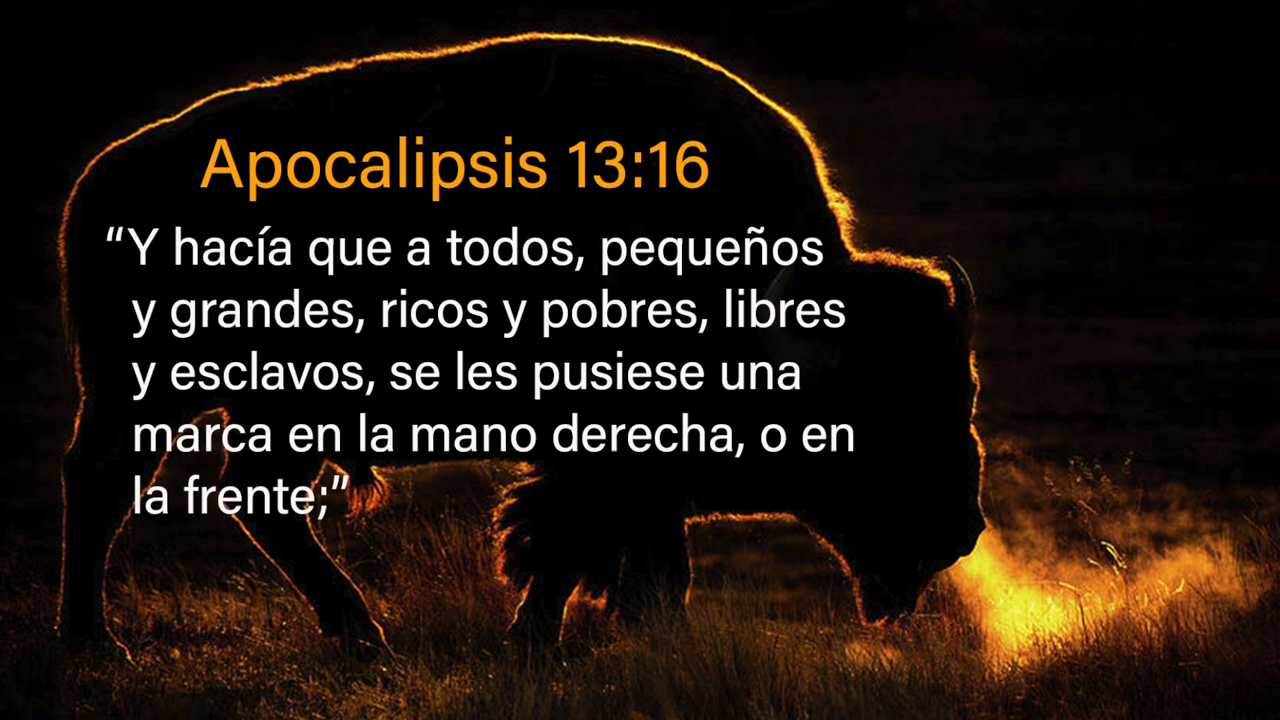 Apocalipsis 13:16
“Y hacía que a todos, pequeños
y grandes, ricos y pobres, libres
y esclavos, se les pusiese una
marca en la mano derecha, o en
la frente;”